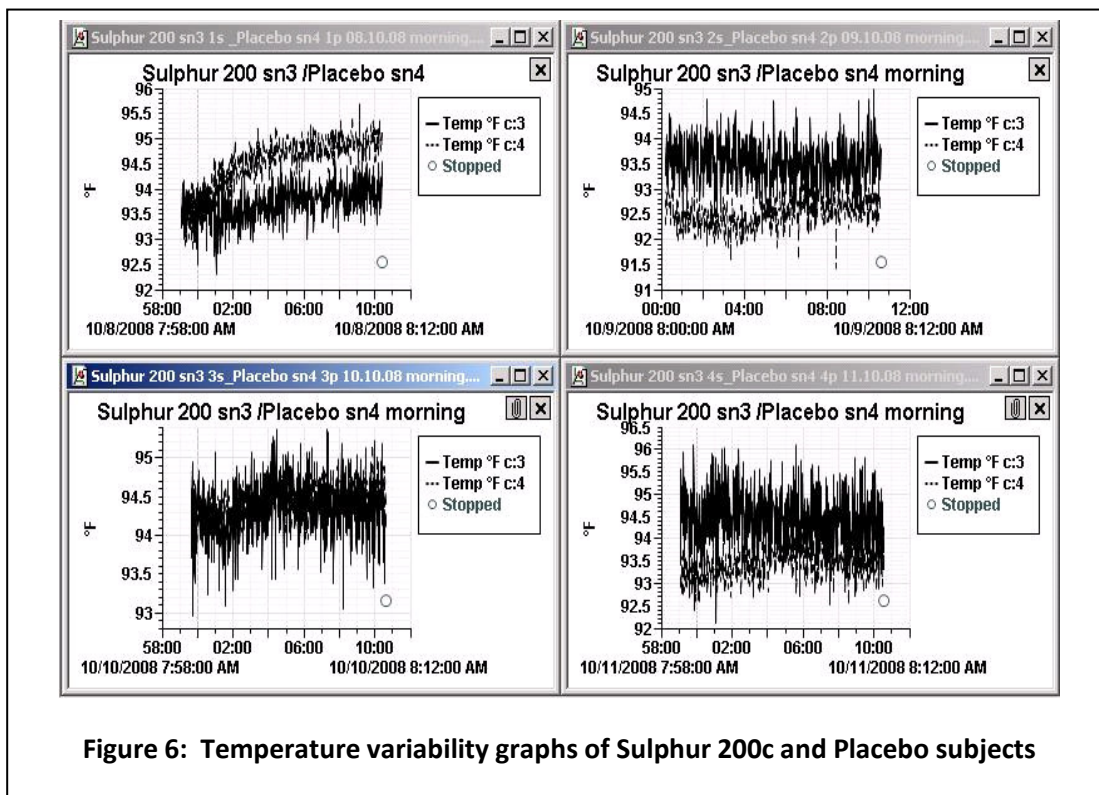 Sulphur 200 sn3 1s _Placebo sn4 1p 08.10.08 morning....
Sulphur 200 sn3 /Placebo sn4
96
95.5
95
94.5
94
93.5
93
92.5
92
°F
Temp °F c:3
Temp °F c:4
Stopped
58:00 02:00 06:00 10:00
10/8/2008 7:58:00 AM 10/8/2008 8:12:00 AM
Sulphur 200 sn3 2s_Placebo sn4 2p 09.10.08 morning....
Sulphur 200 sn3 /Placebo sn4 morning
95
94.5
94
93.5
93
92.5
92
91.5
91
°F
Temp °F c:3
Temp °F c:4
Stopped
00:00 04:00 08:00 12:00
10/9/2008 8:00:00 AM 10/9/2008 8:12:00 AM
Sulphur 200 sn3 3s_Placebo sn4 3p 10.10.08 morning....
Sulphur 200 sn3 /Placebo sn4 morning
95
94.5
94
93.5
93
°F
Temp °F c:3
Temp °F c:4
Stopped
58:00 02:00 06:00 10:00
10/10/2008 7:58:00 AM 10/10/2008 8:12:00 AM
Sulphur 200 sn3 4s_Placebo sn4 4p 11.10.08 morning....
Sulphur 200 sn3 /Placebo sn4 morning
96.5
96
95.5
95
94.5
94
93.5
93
92.5
92
°F
Temp °F c:3
Temp °F c:4
Stopped
58:00 02:00 06:00 10:00
10/11/2008 7:58:00 AM 10/11/2008 8:12:00 AM
Figure 6: Temperature variability graphs of Sulphur 200c and Placebo subjects